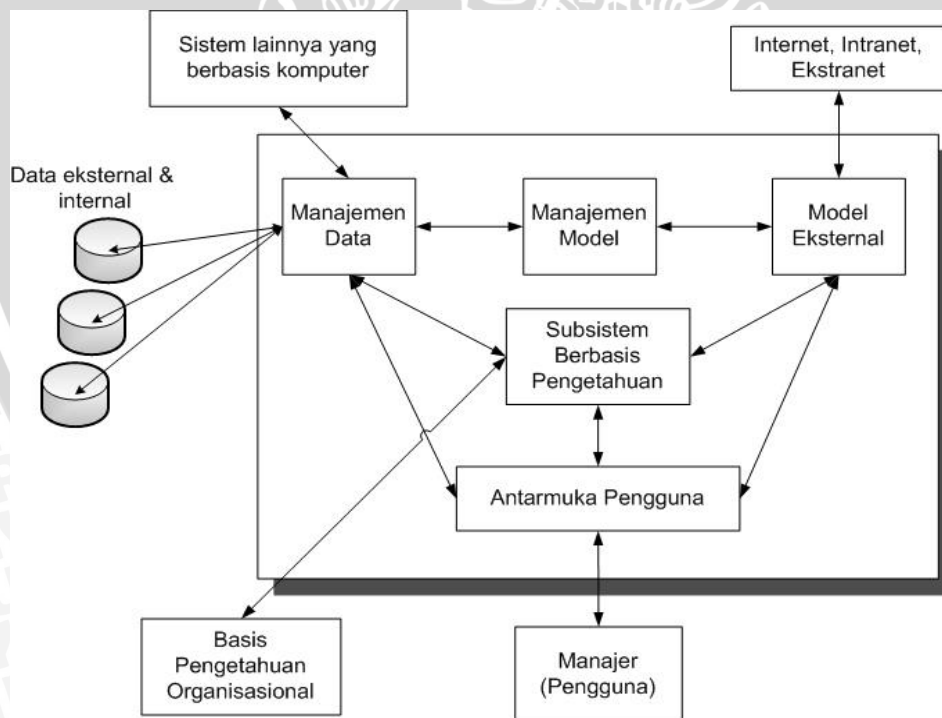 Sistem lainnya yang
berbasis komputer
Internet, Intranet,
Ekstranet
Data eksternal &
internal
Manajemen
Data
Manajemen
Model
Model
Eksternal
Subsistem
Berbasis
Pengetahuan
Antarmuka Pengguna
Basis
Pengetahuan
Organisasional
Manajer
(Pengguna)